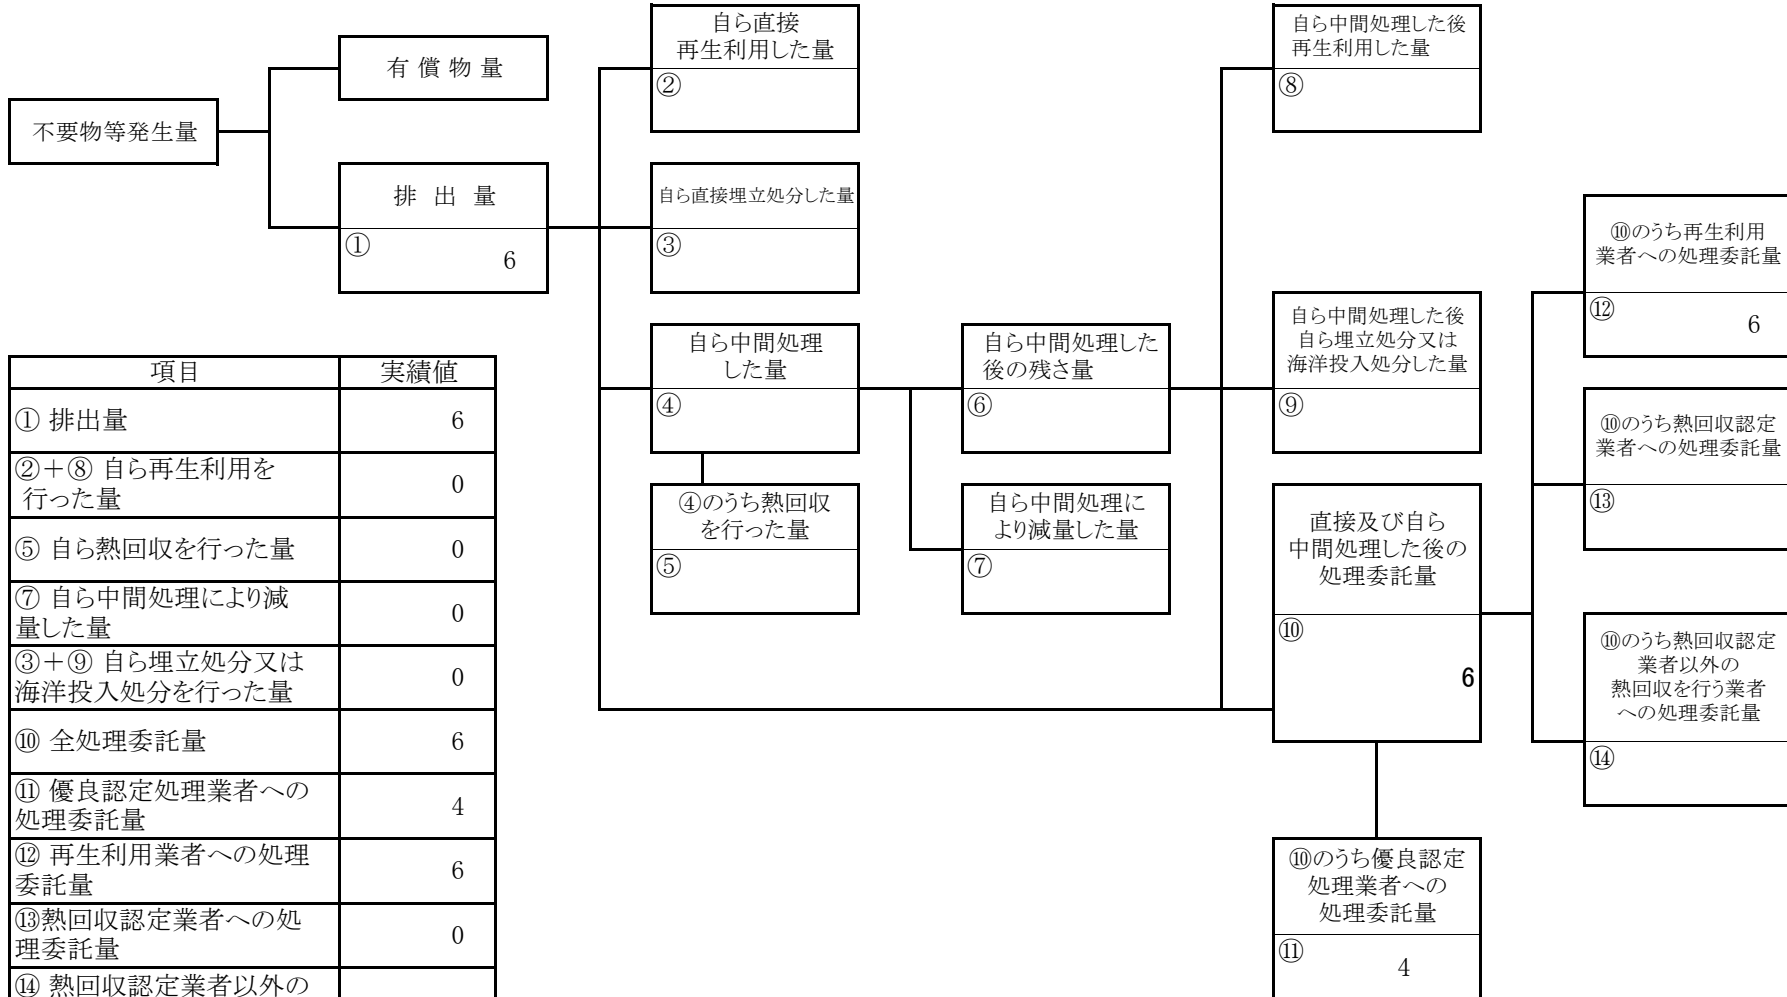 不要物等発生量
有 償 物 量
排 出 量
①
6
自ら直接
再生利用した量
②
自ら直接埋立処分した量
③
自ら中間処理
した量
④
④のうち熱回収
を行った量
⑤
自ら中間処理した
後の残さ量
⑥
自ら中間処理に
より減量した量
⑦
自ら中間処理した後
再生利用した量
⑧
自ら中間処理した後
自ら埋立処分又は
海洋投入処分した量
⑨
直接及び自ら
中間処理した後の
処理委託量
⑩
6
⑩のうち優良認定
処理業者への
処理委託量
⑪
4
⑩のうち再生利用
業者への処理委託量
⑫
6
⑩のうち熱回収認定
業者への処理委託量
⑬
⑩のうち熱回収認定
業者以外の
熱回収を行う業者
への処理委託量
⑭
項目 実績値
① 排出量 6
②＋⑧ 自ら再生利用を
行った量 0
⑤ 自ら熱回収を行った量 0
⑦ 自ら中間処理により減
量した量 0
③＋⑨ 自ら埋立処分又は
海洋投入処分を行った量 0
⑩ 全処理委託量 6
⑪ 優良認定処理業者への
処理委託量 4
⑫ 再生利用業者への処理
委託量 6
⑬熱回収認定業者への処
理委託量 0
⑭ 熱回収認定業者以外の